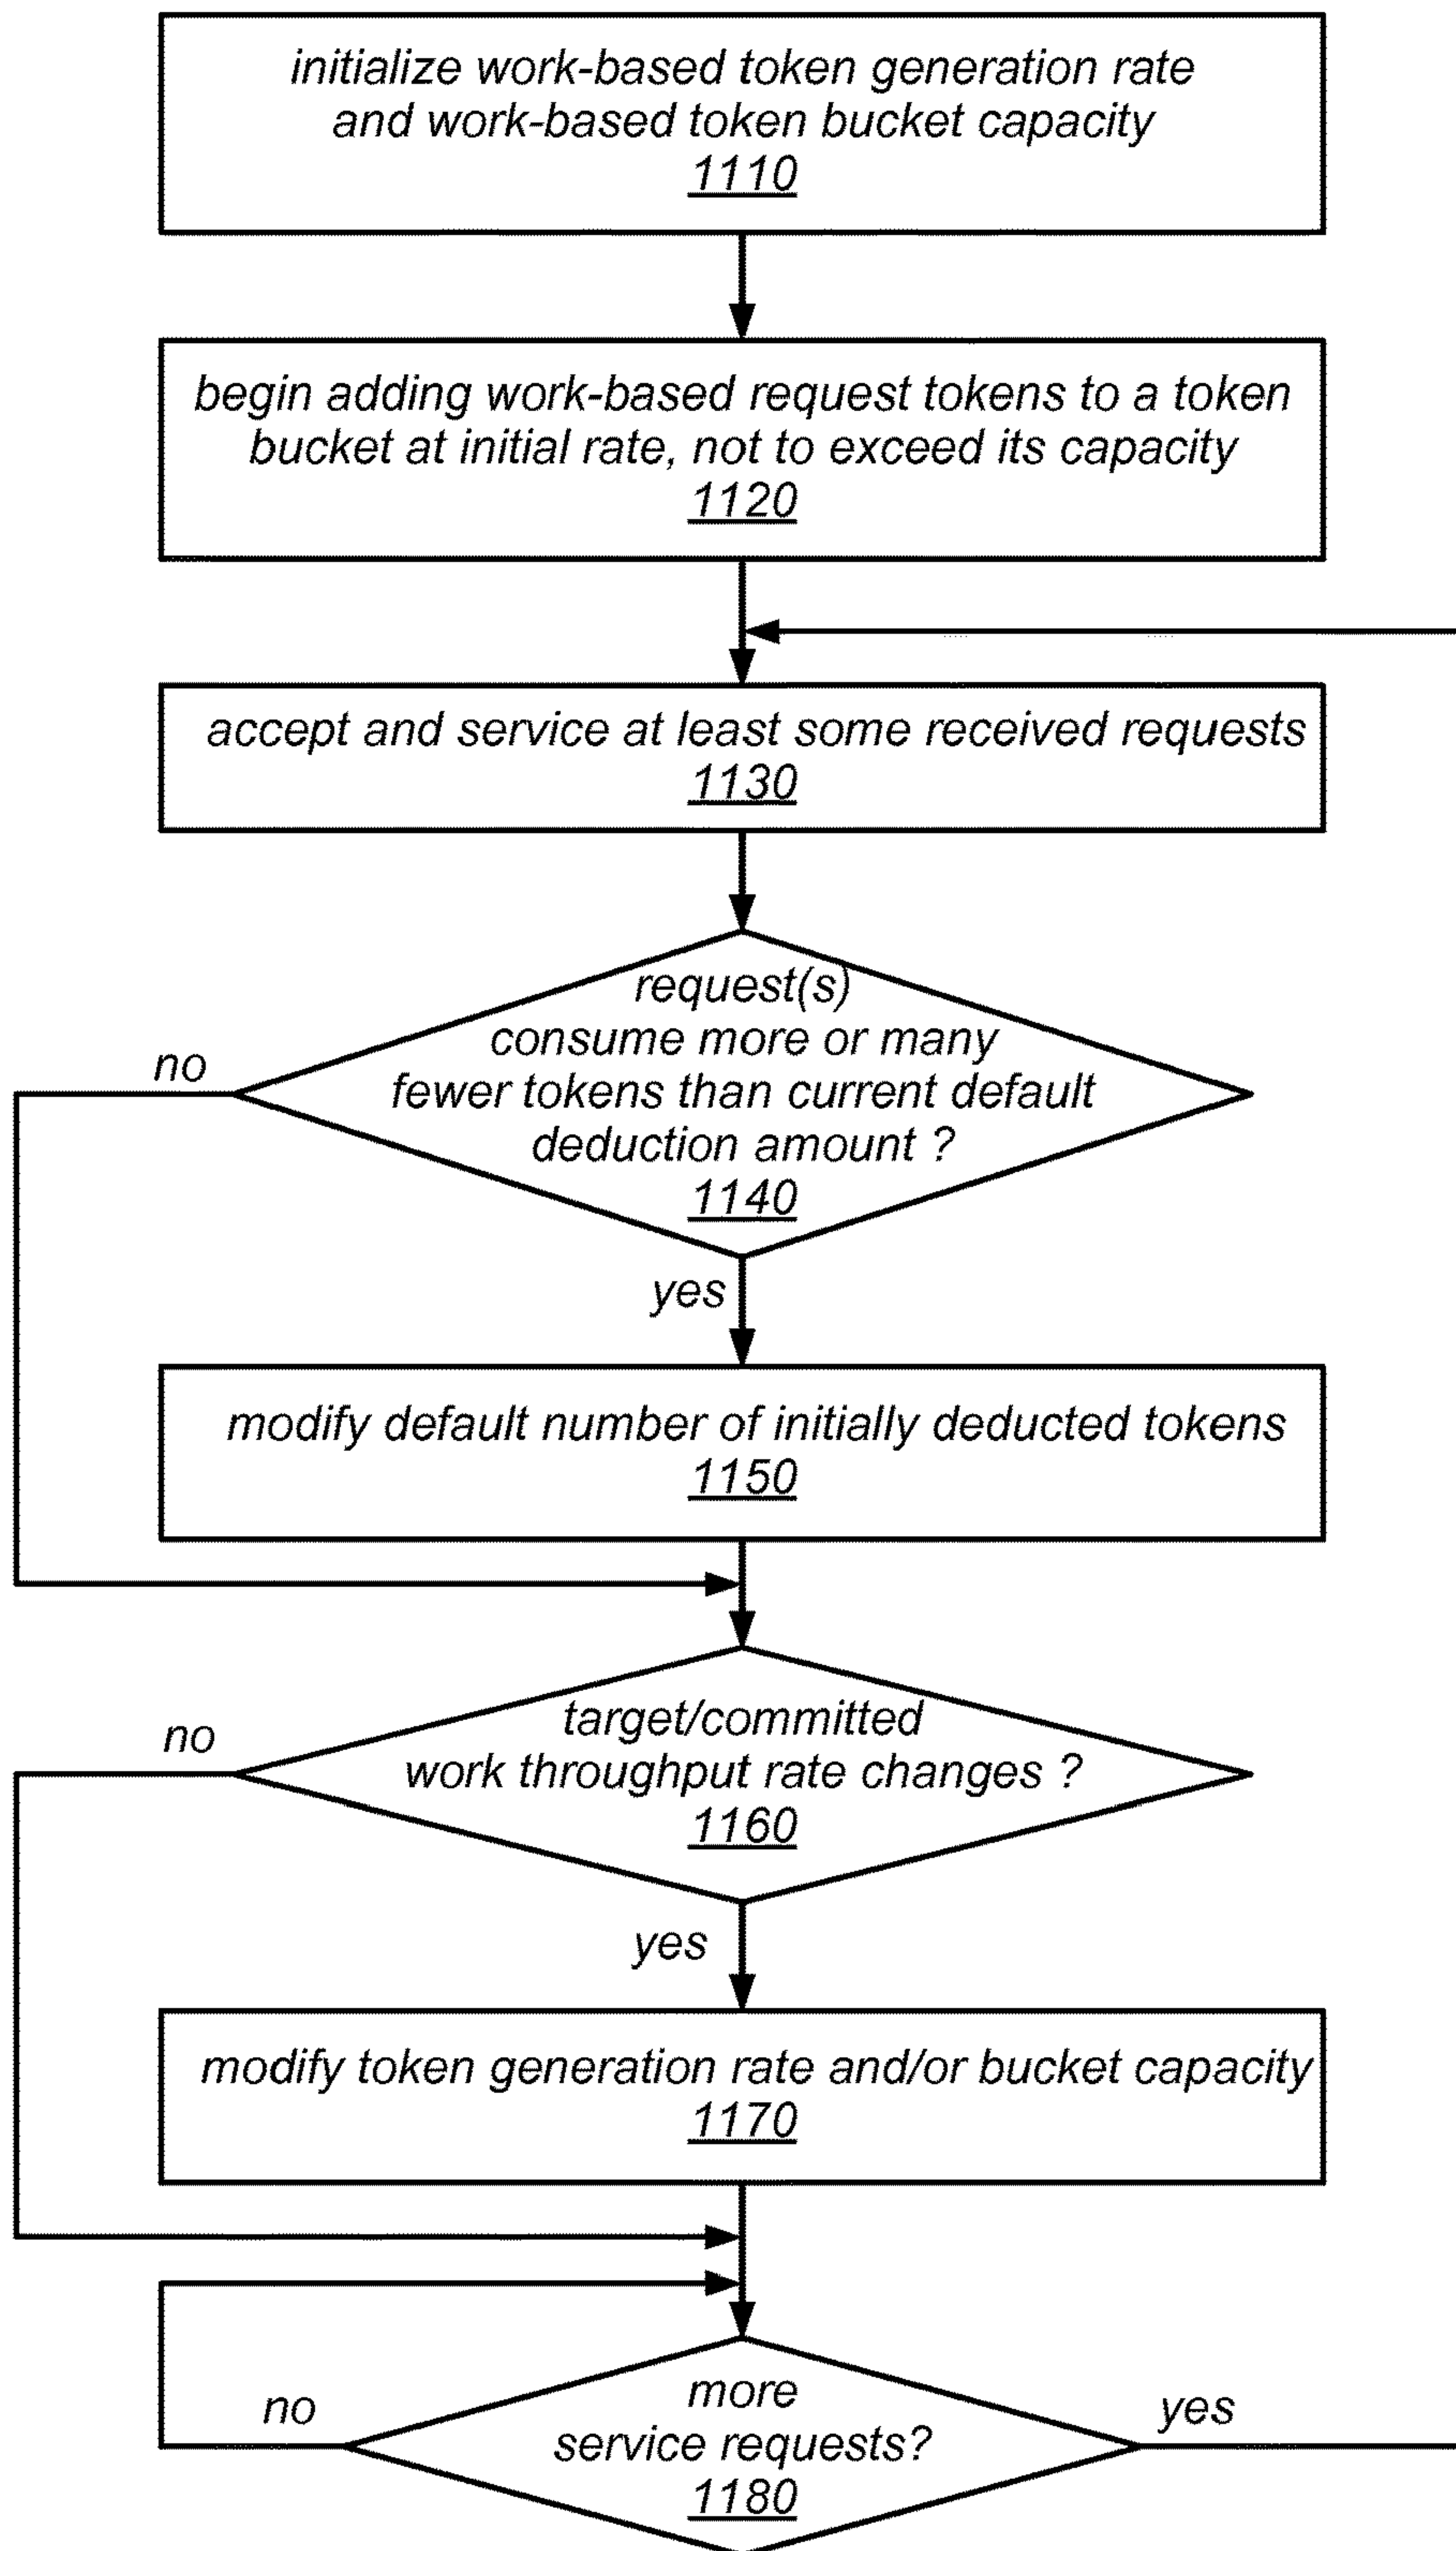 initialize work-based token generation rate
and work-based token bucket capacity
1110
begin adding work-based request tokens to a token
bucket at initial rate, not to exceed its capacity
1120
accept and service at least some received requests
1130
request(s)
consume more or many
fewer tokens than current default
deduction amount ?
1140
no
yes
modify default number of initially deducted tokens
1150
target/committed
work throughput rate changes ?
1160
no
yes
modify token generation rate and/or bucket capacity
1170
more
service requests?
1180
no
yes